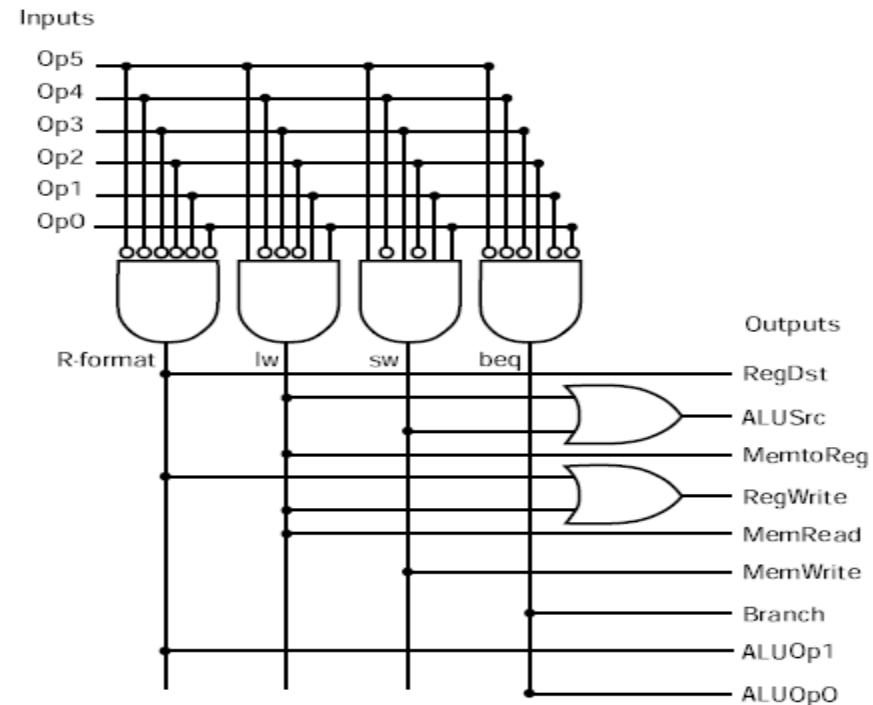 Inputs
Op5
Op4
Op3
Op2
Op1
Op0
Outputs
R-format
lw
sw
beq
RegDst
ALUSrc
MemtoReg
RegWrite
MemRead
MemWrite
Branch
ALUOp1
ALUOpO